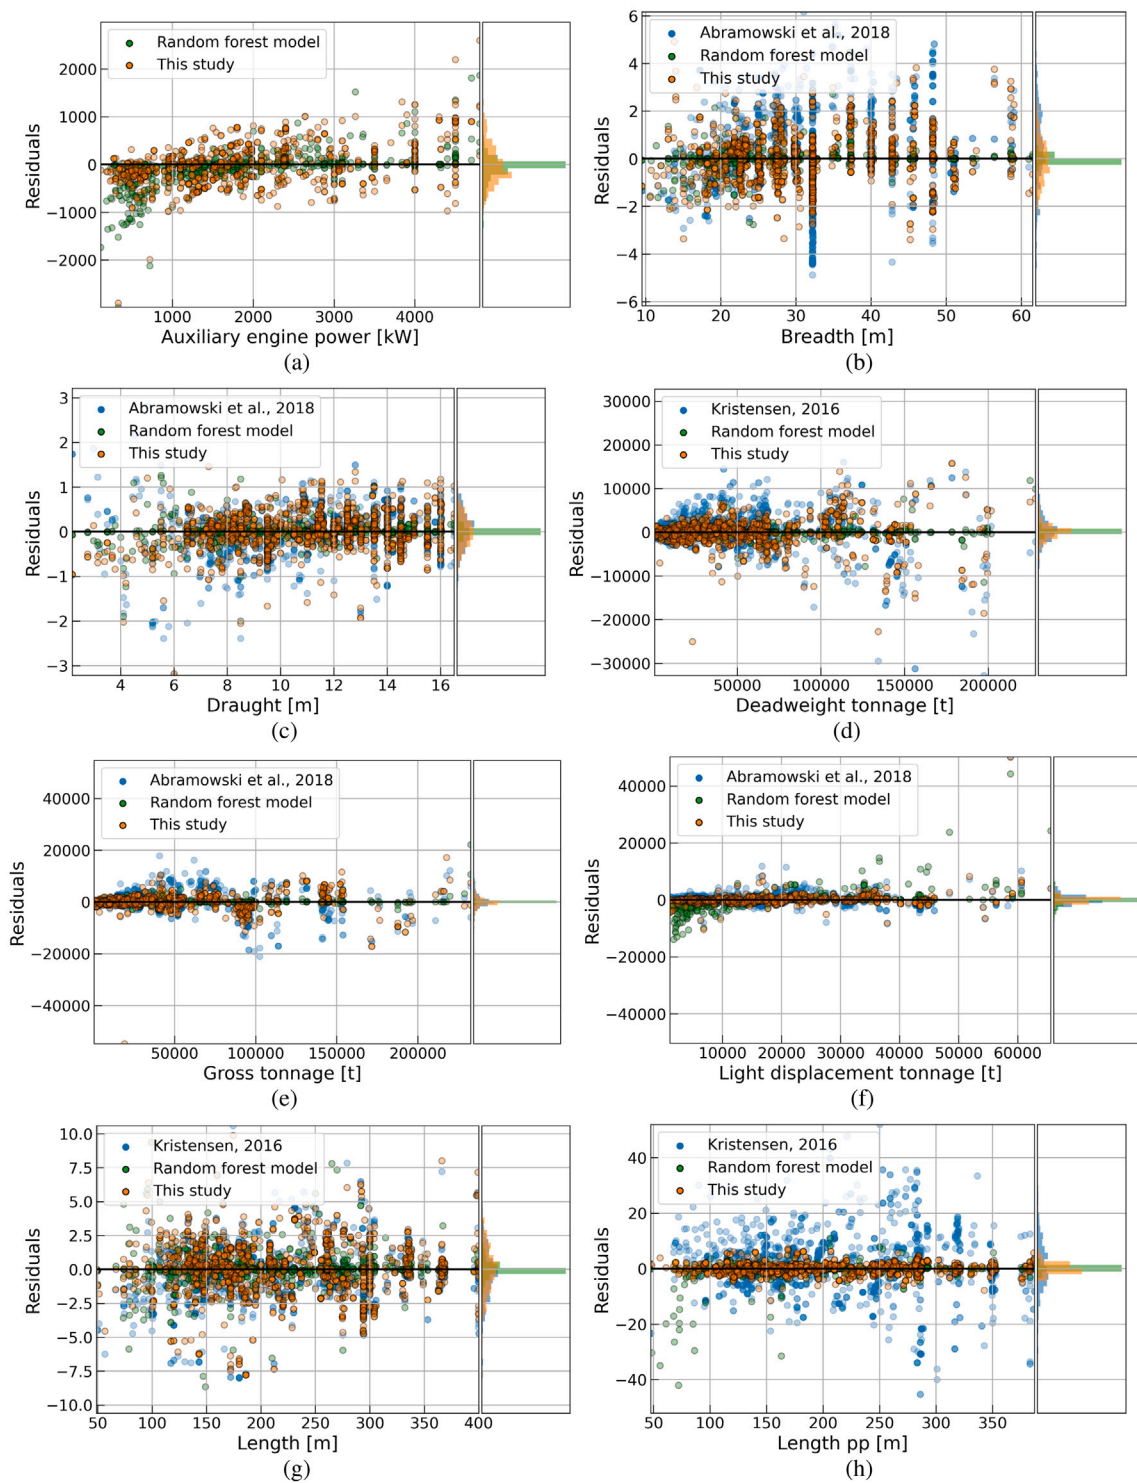 Random forest model
This study
2000
1000
0
−1000
−2000
Residuals
1000 2000 3000 4000
Auxiliary engine power [kW]
(a)
Abramowski et al., 2018
Random forest model
This study
6
4
2
0
−2
−4
−6
Residuals
10 20 30 40 50 60
Breadth [m]
(b)
Abramowski et al., 2018
Random forest model
This study
3
2
1
0
−1
−2
−3
Residuals
4 6 8 10 12 14 16
Draught [m]
(c)
Kristensen, 2016
Random forest model
This study
30000
20000
10000
0
−10000
−20000
−30000
Residuals
50000 100000 150000 200000
Deadweight tonnage [t]
(d)
Abramowski et al., 2018
Random forest model
This study
40000
20000
0
−20000
−40000
Residuals
50000 100000 150000 200000
Gross tonnage [t]
(e)
Abramowski et al., 2018
Random forest model
This study
40000
20000
0
−20000
−40000
Residuals
10000 20000 30000 40000 50000 60000
Light displacement tonnage [t]
(f)
Kristensen, 2016
Random forest model
This study
10.0
7.5
5.0
2.5
0.0
−2.5
−5.0
−7.5
−10.0
Residuals
50 100 150 200 250 300 350 400
Length [m]
(g)
Kristensen, 2016
Random forest model
This study
40
20
0
−20
−40
Residuals
50 100 150 200 250 300 350
Length pp [m]
(h)